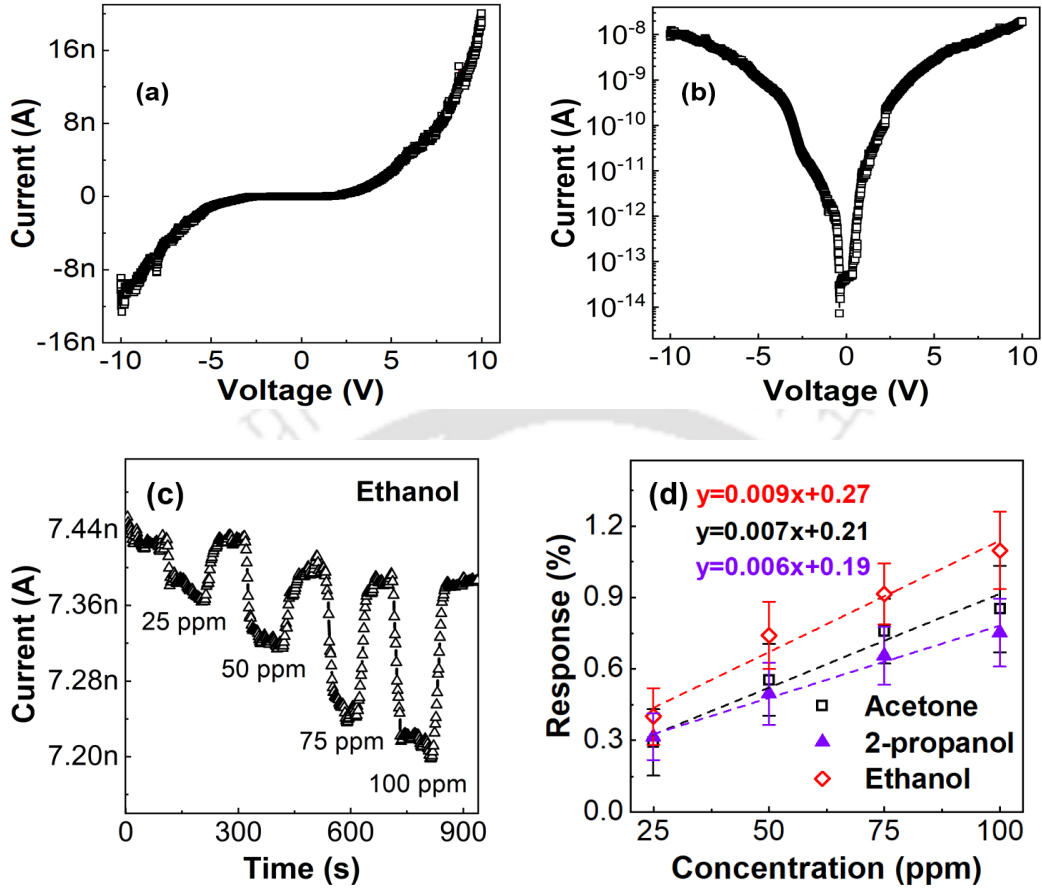 (a)
Current (A)
16n
8n
0
-8n
-16n
-10
-5
0
5
10
Voltage (V)
(b)
Current (A)
10⁻⁸
10⁻⁹
10⁻¹⁰
10⁻¹¹
10⁻¹²
10⁻¹³
10⁻¹⁴
-10
-5
0
5
10
Voltage (V)
(c)
Ethanol
Current (A)
7.44n
7.36n
7.28n
7.20n
25 ppm
50 ppm
75 ppm
100 ppm
0
300
600
900
Time (s)
(d)
y=0.009x+0.27
y=0.007x+0.21
y=0.006x+0.19
Response (%)
1.2
0.9
0.6
0.3
0.0
Acetone
2-propanol
Ethanol
25
50
75
100
Concentration (ppm)